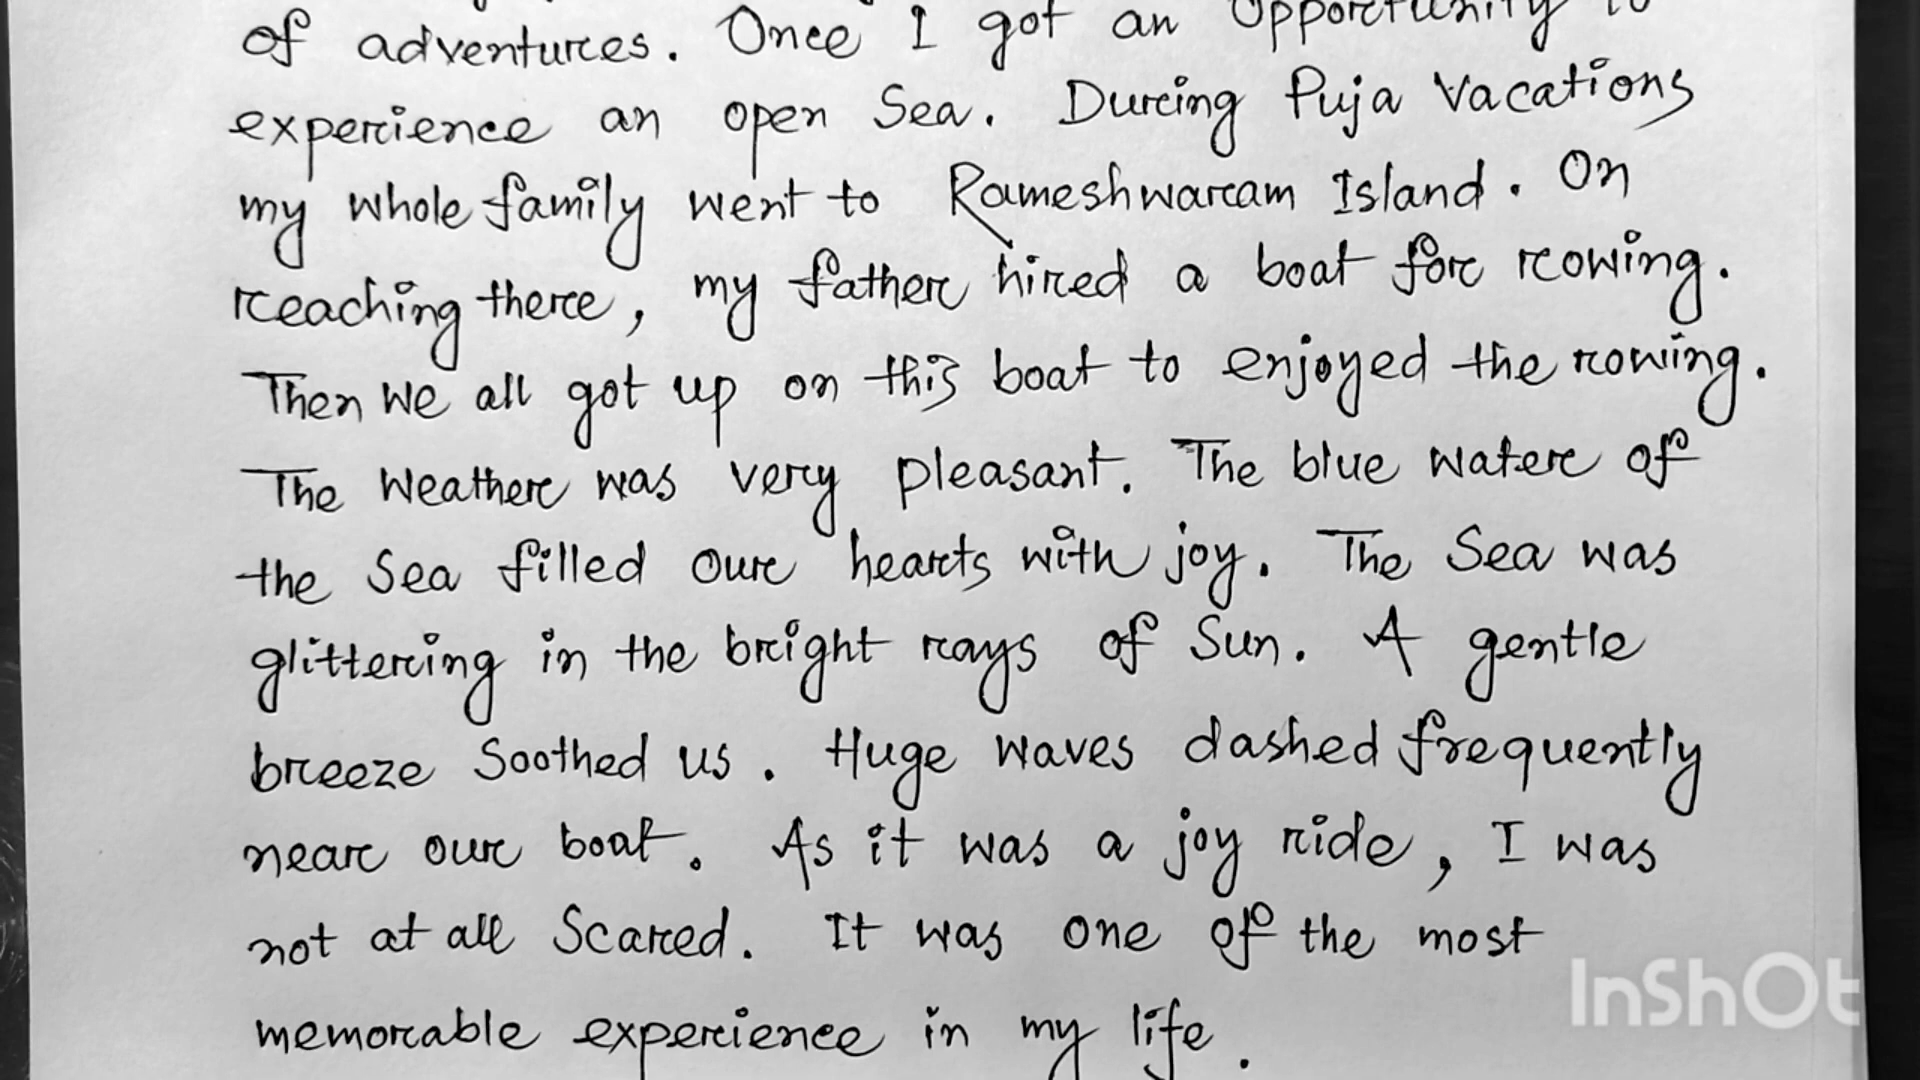 of adventures. Once I got an opportunity to
experience an open Sea. During Puja Vacations
my whole family went to Rameshwaram Island. On
reaching there, my father hired a boat for rowing.
Then we all got up on this boat to enjoyed the rowing.
The Weather was very pleasant. The blue water of
the Sea filled our hearts with joy. The Sea was
glittering in the bright rays of Sun. A gentle
breeze Soothed us. Huge waves dashed frequently
near our boat. As it was a joy ride, I was
not at all Scared. It was one of the most
memorable experience in my life.
InShOt